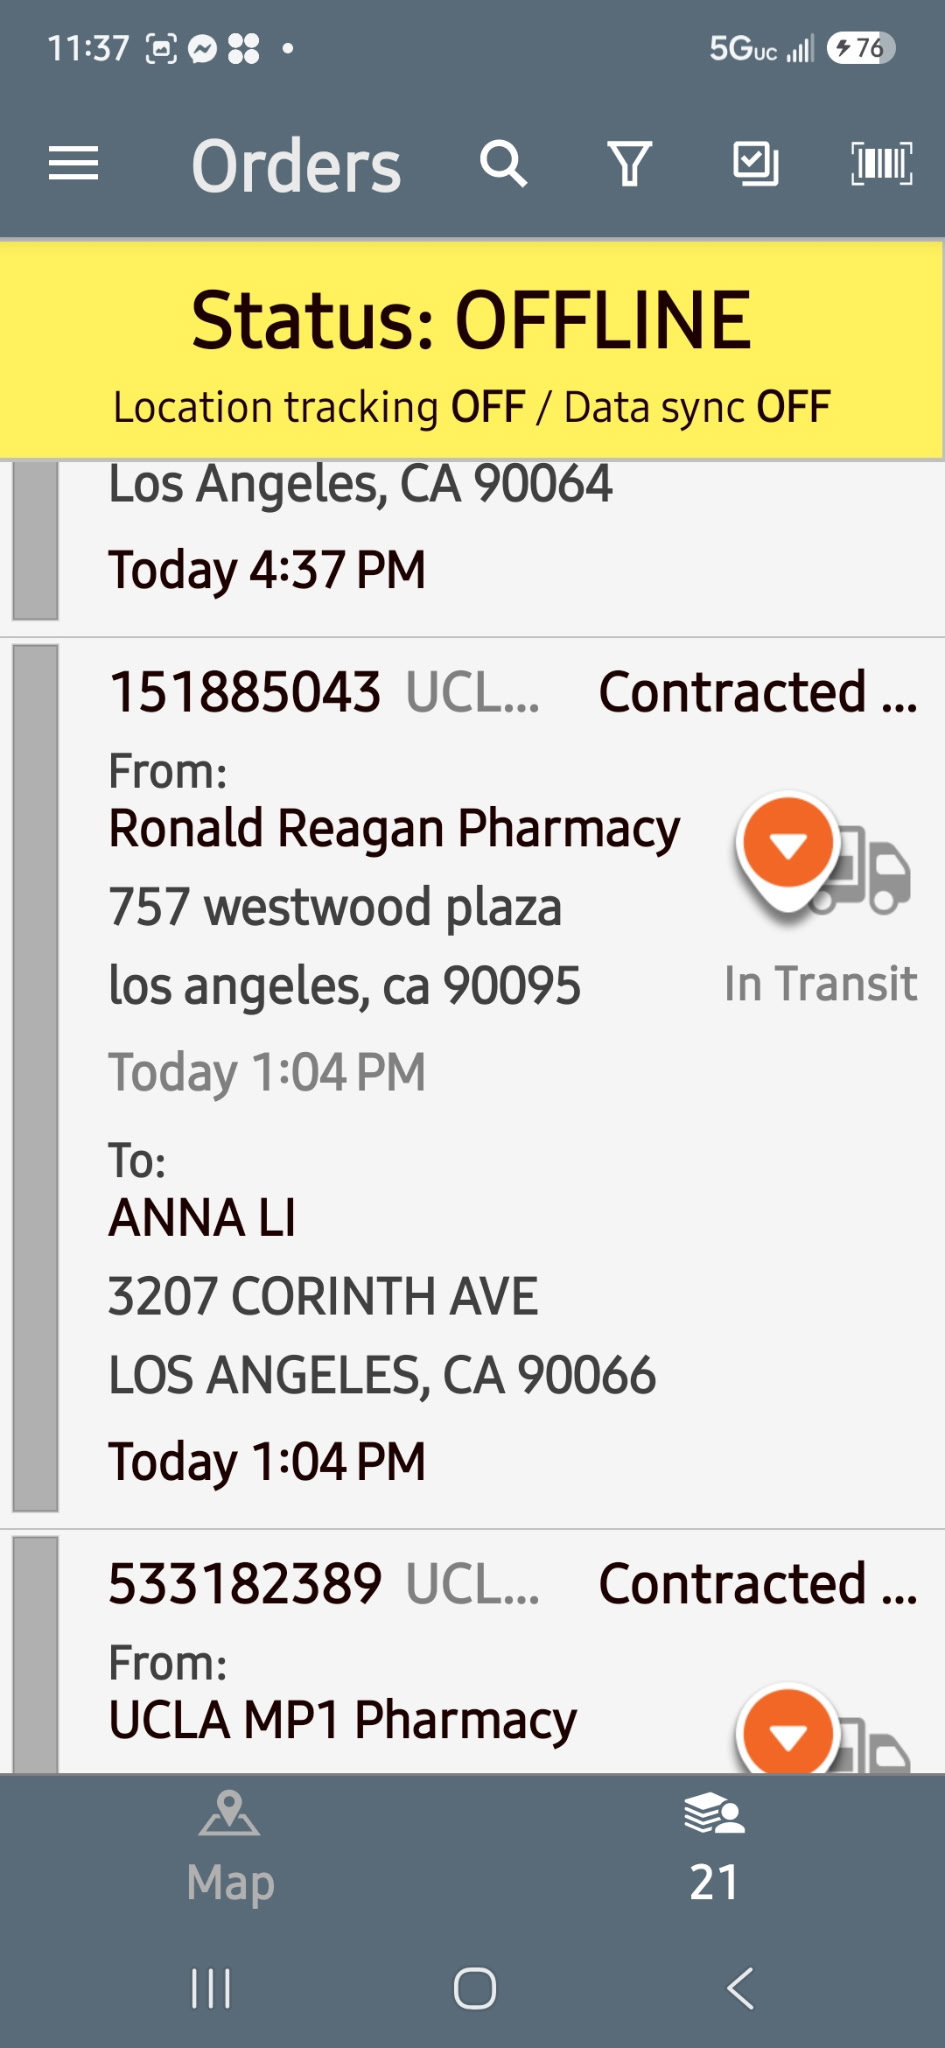 11:37
5GUC 76
Orders
Status: OFFLINE
Location tracking OFF / Data sync OFF
Los Angeles, CA 90064
Today 4:37 PM
151885043 UCL... Contracted ...
From:
Ronald Reagan Pharmacy
757 westwood plaza
los angeles, ca 90095
In Transit
Today 1:04 PM
To:
ANNA LI
3207 CORINTH AVE
LOS ANGELES, CA 90066
Today 1:04 PM
533182389 UCL... Contracted ...
From:
UCLA MP1 Pharmacy
Map
21